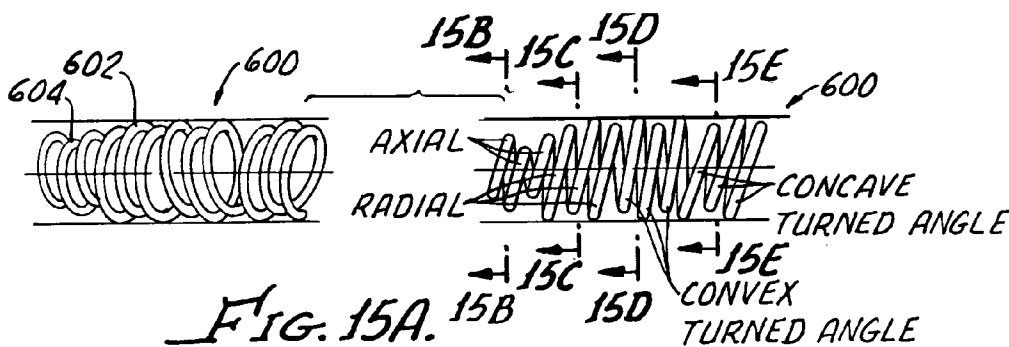 15B
15C
15D
15E
604
602
600
600
AXIAL
RADIAL
CONCAVE
TURNED ANGLE
15B
15C
15D
15E
CONVEX
TURNED ANGLE
FIG. 15A.